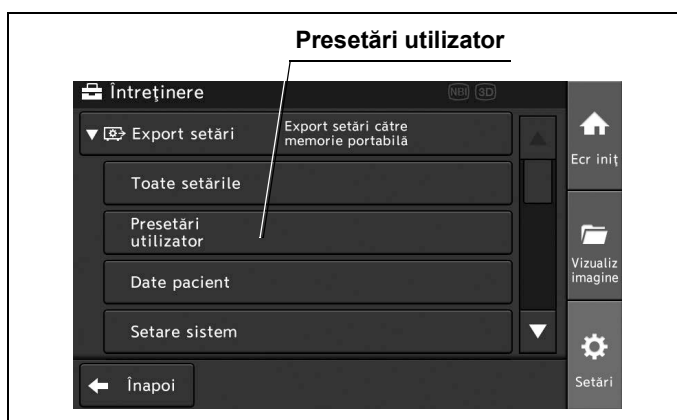 Presetări utilizator
Întreţinere
NBI 3D
Export setări
Export setări către
memorie portabilă
Toate setările
Presetări
utilizator
Date pacient
Setare sistem
Înapoi
Ecr iniţ
Vizualiz
imagine
Setări